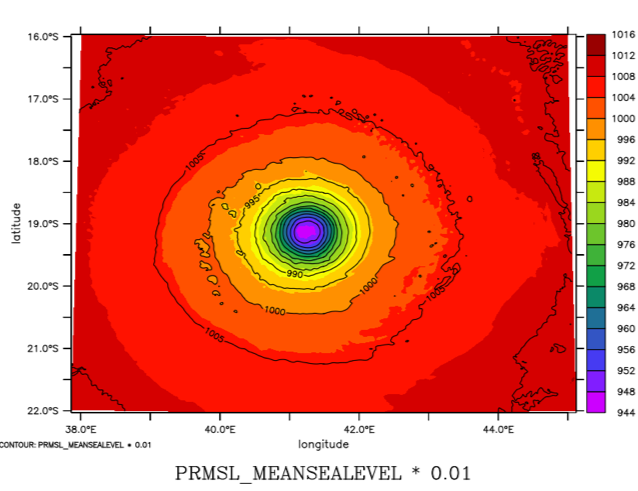 16.0°S
17.0°S
18.0°S
19.0°S
20.0°S
21.0°S
22.0°S
latitude
1005
995
990
1000
1000
1005
1005
1016
1012
1008
1004
1000
996
992
988
984
980
976
972
968
964
960
956
952
948
944
38.0°E 40.0°E 42.0°E 44.0°E
CONTOUR: PRMSL_MEANSEALEVEL * 0.01
longitude
PRMSL_MEANSEALEVEL * 0.01